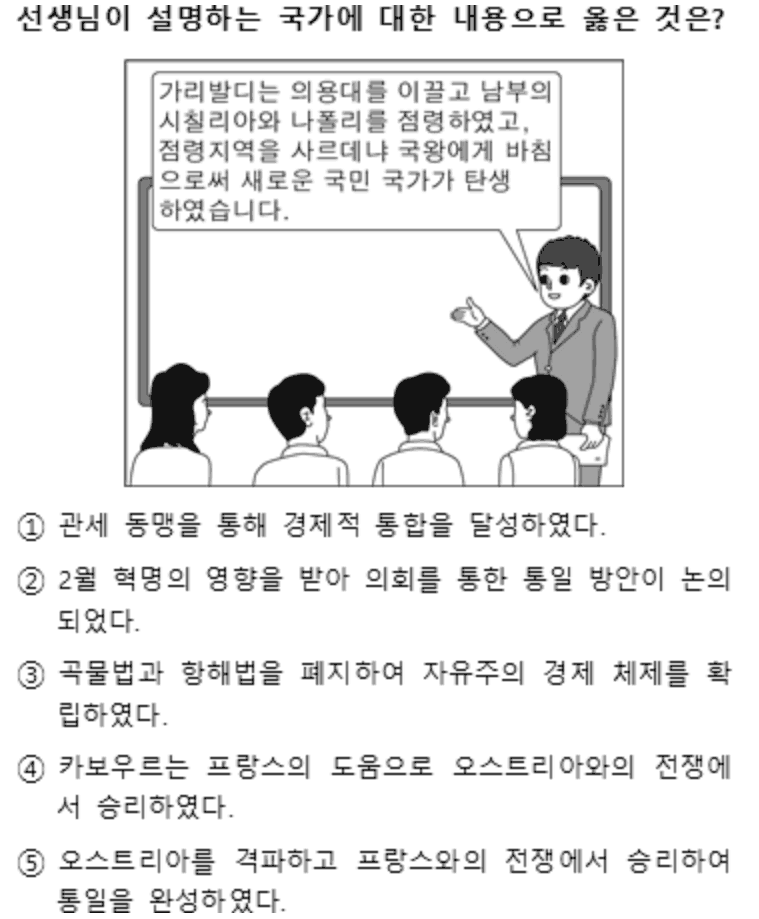 선생님이 설명하는 국가에 대한 내용으로 옳은 것은?
가리발디는 의용대를 이끌고 남부의
시칠리아와 나폴리를 점령하였고,
점령지역을 사르데냐 국왕에게 바침
으로써 새로운 국민 국가가 탄생
하였습니다.
① 관세 동맹을 통해 경제적 통합을 달성하였다.
② 2월 혁명의 영향을 받아 의회를 통한 통일 방안이 논의
되었다.
③ 곡물법과 항해법을 폐지하여 자유주의 경제 체제를 확
립하였다.
④ 카보우르는 프랑스의 도움으로 오스트리아와의 전쟁에
서 승리하였다.
⑤ 오스트리아를 격파하고 프랑스와의 전쟁에서 승리하여
통일을 완성하였다.